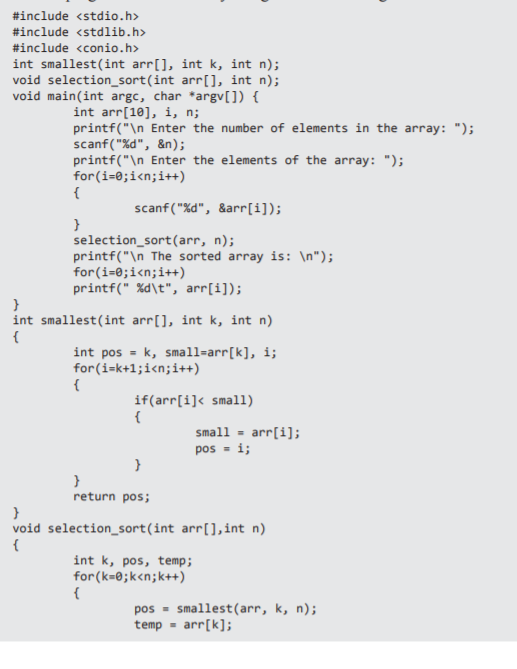 #include <stdio.h>
#include <stdlib.h>
#include <conio.h>
int smallest(int arr[], int k, int n);
void selection_sort(int arr[], int n);
void main(int argc, char *argv[]) {
        int arr[10], i, n;
        printf("\n Enter the number of elements in the array: ");
        scanf("%d", &n);
        printf("\n Enter the elements of the array: ");
        for(i=0;i<n;i++)
        {
                scanf("%d", &arr[i]);
        }
        selection_sort(arr, n);
        printf("\n The sorted array is: \n");
        for(i=0;i<n;i++)
        printf(" %d\t", arr[i]);
}
int smallest(int arr[], int k, int n)
{
        int pos = k, small=arr[k], i;
        for(i=k+1;i<n;i++)
        {
                if(arr[i]< small)
                {
                        small = arr[i];
                        pos = i;
                }
        }
        return pos;
}
void selection_sort(int arr[],int n)
{
        int k, pos, temp;
        for(k=0;k<n;k++)
        {
                pos = smallest(arr, k, n);
                temp = arr[k];